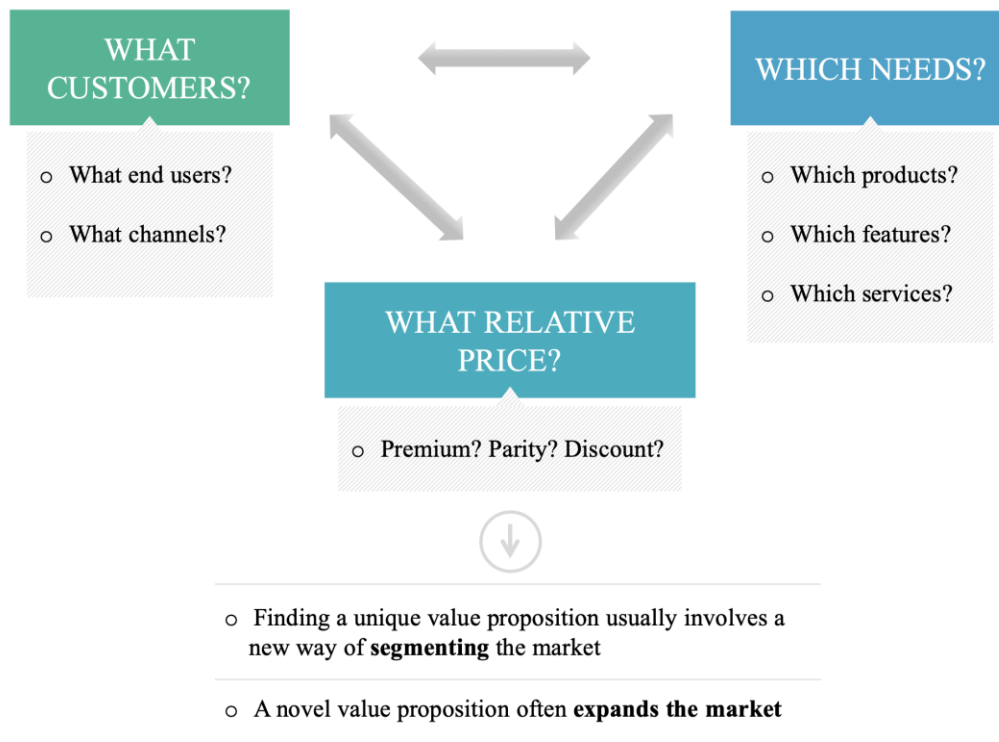 WHAT
CUSTOMERS?
○ What end users?
○ What channels?
WHICH NEEDS?
○ Which products?
○ Which features?
○ Which services?
WHAT RELATIVE
PRICE?
○ Premium? Parity? Discount?
○ Finding a unique value proposition usually involves a
new way of segmenting the market
○ A novel value proposition often expands the market